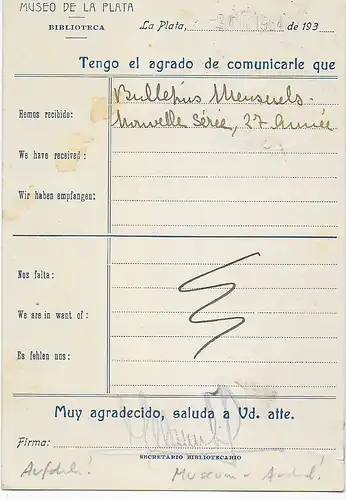 MUSEO DE LA PLATA
BIBLIOTECA
La Plata, de 193
Tengo el agrado de comunicarle que
Hemos recibido: Bulletins Mensuels -
Nouvelle Série, 27 Année
We have received:
Wir haben empfangen:
Nos falta:
We are in want of:
Es fehlen uns:
Muy agradecido, saluda a Vd. atte.
Firma:
SECRETARIO BIBLIOTECARIO
Museum -